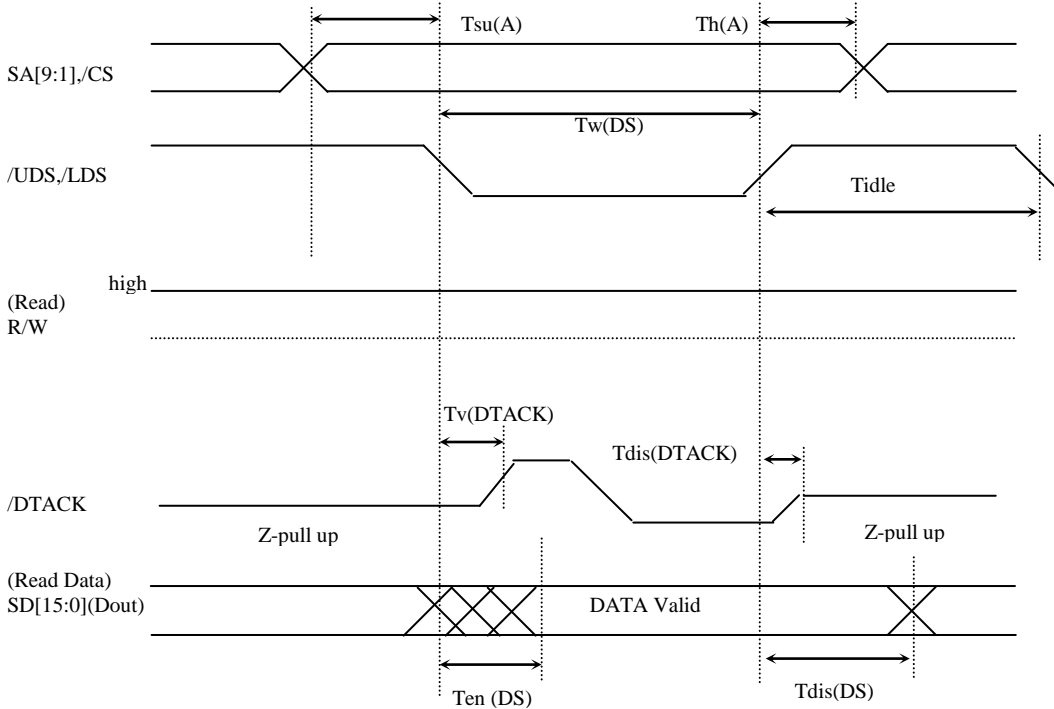 Tsu(A)
Th(A)
SA[9:1],/CS
Tw(DS)
/UDS,/LDS
Tidle
high
(Read)
R/W
Tv(DTACK)
Tdis(DTACK)
/DTACK
Z-pull up
Z-pull up
(Read Data)
SD[15:0](Dout)
DATA Valid
Ten (DS)
Tdis(DS)